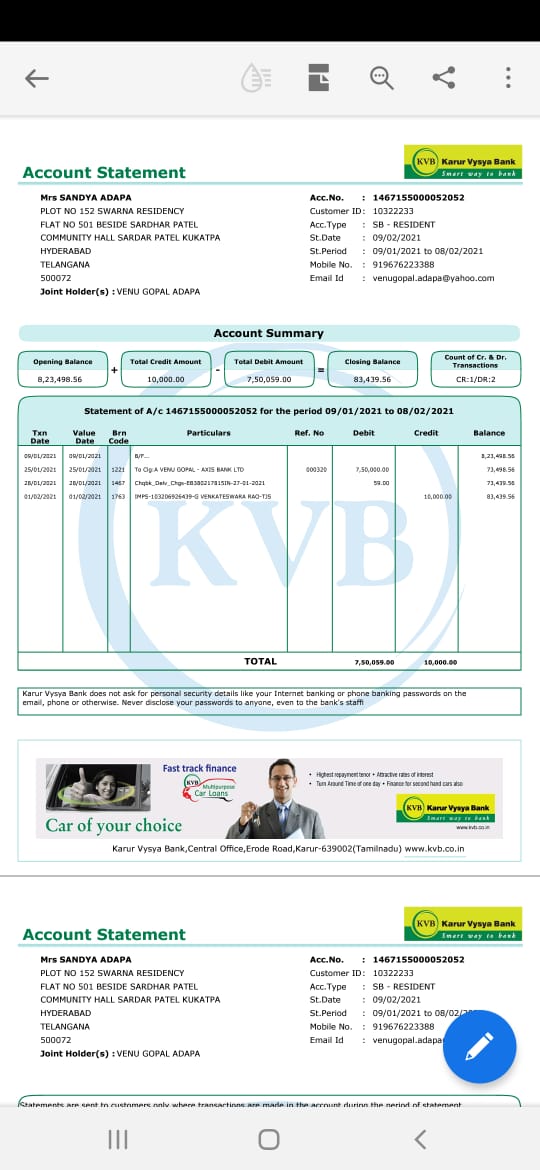 KVB Karur Vysya Bank
Smart way to bank
Account Statement
Mrs SANDYA ADAPA
PLOT NO 152 SWARNA RESIDENCY
FLAT NO 501 BESIDE SARDHAR PATEL
COMMUNITY HALL SARDAR PATEL KUKATPA
HYDERABAD
TELANGANA
500072
Joint Holder(s) : VENU GOPAL ADAPA
Acc.No. : 1467155000052052
Customer ID: 10322233
Acc.Type : SB - RESIDENT
St.Date : 09/02/2021
St.Period : 09/01/2021 to 08/02/2021
Mobile No. : 919676223388
Email Id : venugopal.adapa@yahoo.com
Account Summary
Opening Balance + Total Credit Amount - Total Debit Amount = Closing Balance Count of Cr. & Dr. Transactions
8,23,498.56 10,000.00 7,50,059.00 83,439.56 CR:1/DR:2
Statement of A/c 1467155000052052 for the period 09/01/2021 to 08/02/2021
Txn Date Value Date Brn Code Particulars Ref. No Debit Credit Balance
09/01/2021 09/01/2021 B/F... 8,23,498.56
25/01/2021 25/01/2021 1221 To Clg:A VENU GOPAL - AXIS BANK LTD 000320 7,50,000.00 73,498.56
28/01/2021 28/01/2021 1467 Chqbk_Delv_Chgs-EB380217815IN-27-01-2021 59.00 73,439.56
01/02/2021 01/02/2021 1763 IMPS-103206926439-G VENKATESWARA RAO-TJS 10,000.00 83,439.56
KVB
TOTAL 7,50,059.00 10,000.00
Karur Vysya Bank does not ask for personal security details like your Internet banking or phone banking passwords on the
email, phone or otherwise. Never disclose your passwords to anyone, even to the bank's staff!
Fast track finance
KVB Multipurpose
Car Loans
Car of your choice
• Highest repayment tenor • Attractive rates of interest
• Turn Around Time of one day • Finance for second hand cars also
KVB Karur Vysya Bank
Smart way to bank
www.kvb.co.in
Karur Vysya Bank,Central Office,Erode Road,Karur-639002(Tamilnadu) www.kvb.co.in
KVB Karur Vysya Bank
Smart way to bank
Account Statement
Mrs SANDYA ADAPA
PLOT NO 152 SWARNA RESIDENCY
FLAT NO 501 BESIDE SARDHAR PATEL
COMMUNITY HALL SARDAR PATEL KUKATPA
HYDERABAD
TELANGANA
500072
Joint Holder(s) : VENU GOPAL ADAPA
Acc.No. : 1467155000052052
Customer ID: 10322233
Acc.Type : SB - RESIDENT
St.Date : 09/02/2021
St.Period : 09/01/2021 to 08/02/
Mobile No. : 919676223388
Email Id : venugopal.adapa
Statements are sent to customers only where transactions are made in the account during the period of statement